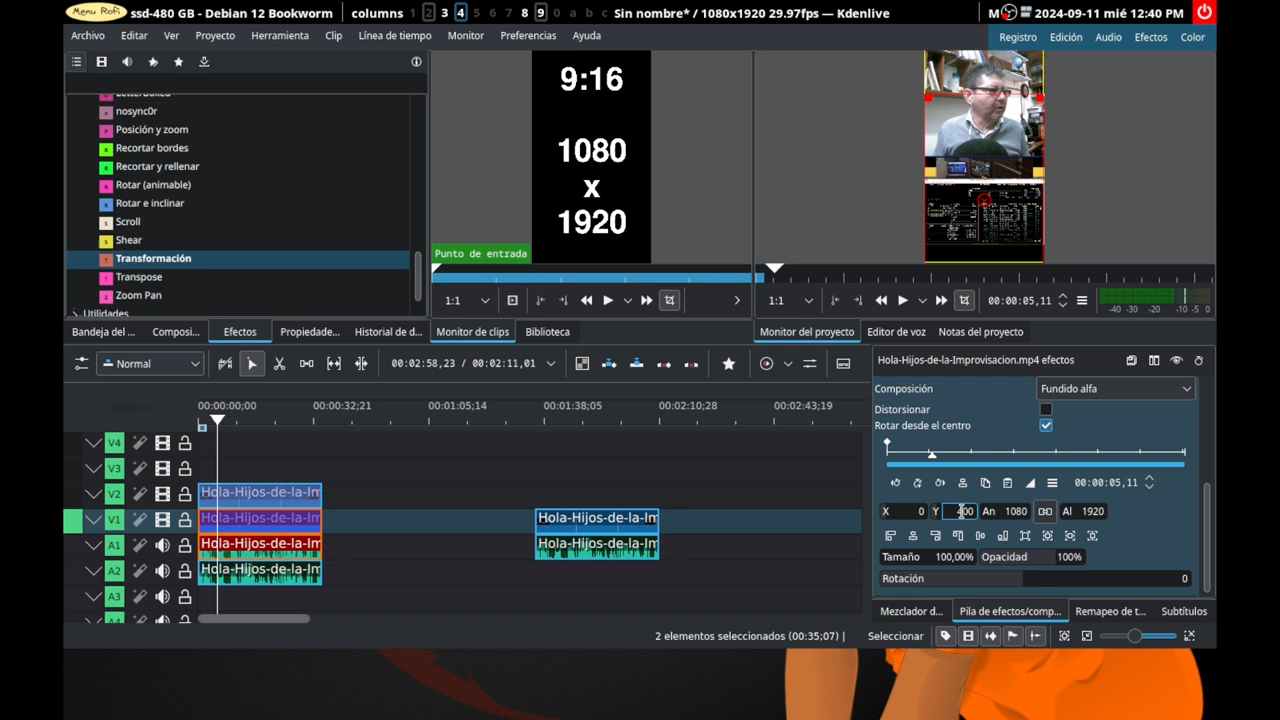 Menu Rofi
ssd-480 GB - Debian 12 Bookworm
columns 1 2 3 4 5 6 7 8 9 0 a b c
Sin nombre* / 1080x1920 29.97fps — Kdenlive
2024-09-11 mié 12:40 PM
Archivo Editar Ver Proyecto Herramienta Clip Línea de tiempo Monitor Preferencias Ayuda
Registro Edición Audio Efectos Color
nosync0r
Posición y zoom
Recortar bordes
Recortar y rellenar
Rotar (animable)
Rotar e inclinar
Scroll
Shear
Transformación
Transpose
Zoom Pan
Utilidades
9:16
1080
x
1920
Punto de entrada
1:1
1:1
00:00:05,11
-40 -30 -20 -10 -5 0
Bandeja del ... Composi... Efectos Propiedade... Historial de d...
Monitor de clips Biblioteca
Monitor del proyecto Editor de voz Notas del proyecto
Normal
00:02:58,23 / 00:02:11,01
00:00:00;00 00:00:32;21 00:01:05;14 00:01:38;05 00:02:10;28 00:02:43;19
V4
V3
V2 Hola-Hijos-de-la-Im
V1 Hola-Hijos-de-la-Im Hola-Hijos-de-la-Im
A1 Hola-Hijos-de-la-Im Hola-Hijos-de-la-Im
A2 Hola-Hijos-de-la-Im
A3
Hola-Hijos-de-la-Improvisacion.mp4 efectos
Composición Fundido alfa
Distorsionar
Rotar desde el centro
00:00:05,11
X 0 Y 400 An 1080 Al 1920
Tamaño 100,00% Opacidad 100%
Rotación 0
Mezclador d... Pila de efectos/comp... Remapeo de t... Subtítulos
2 elementos seleccionados (00:35;07) |
Seleccionar